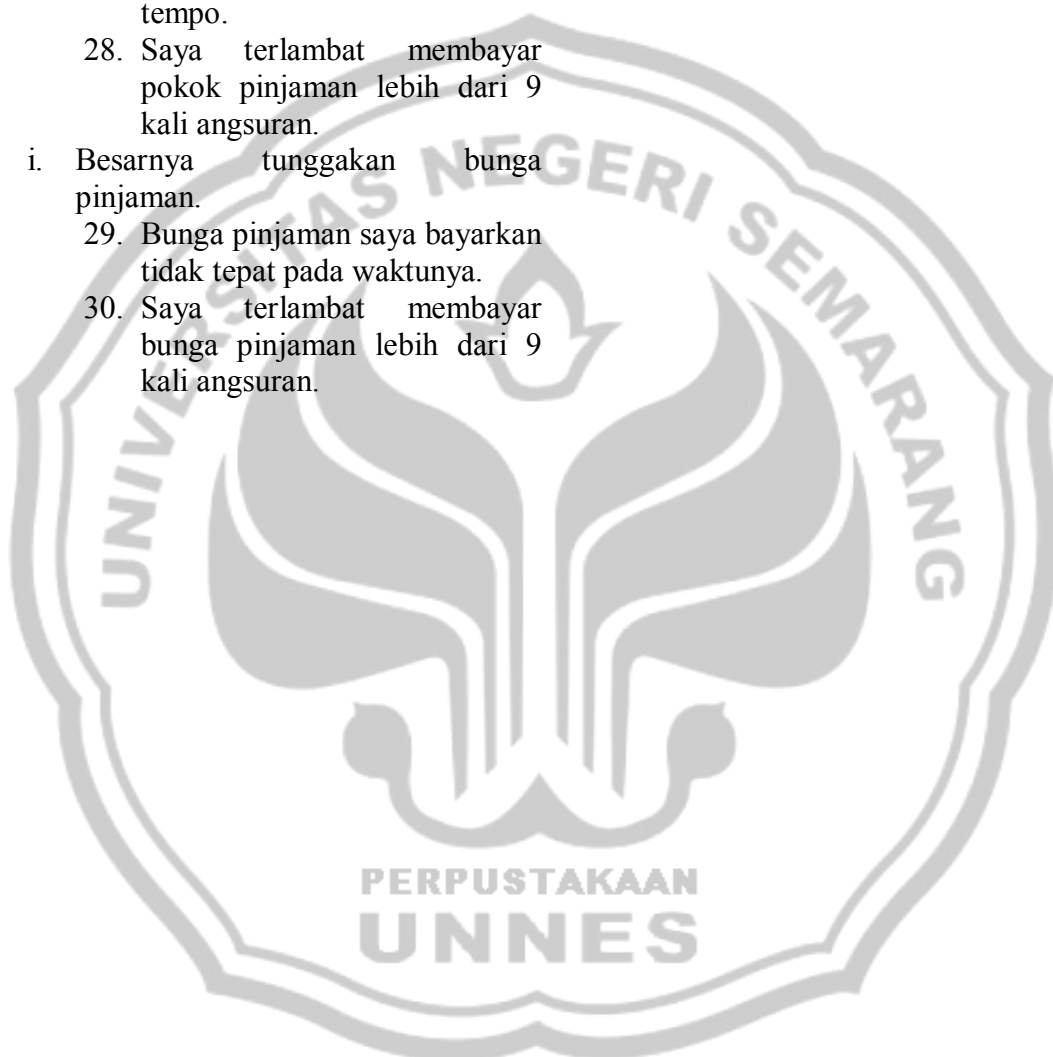 tempo.
28. Saya terlambat membayar
pokok pinjaman lebih dari 9
kali angsuran.
i. Besarnya tunggakan bunga
pinjaman.
29. Bunga pinjaman saya bayarkan
tidak tepat pada waktunya.
30. Saya terlambat membayar
bunga pinjaman lebih dari 9
kali angsuran.
UNIVERSITAS NEGERI SEMARANG
PERPUSTAKAAN
UNNES